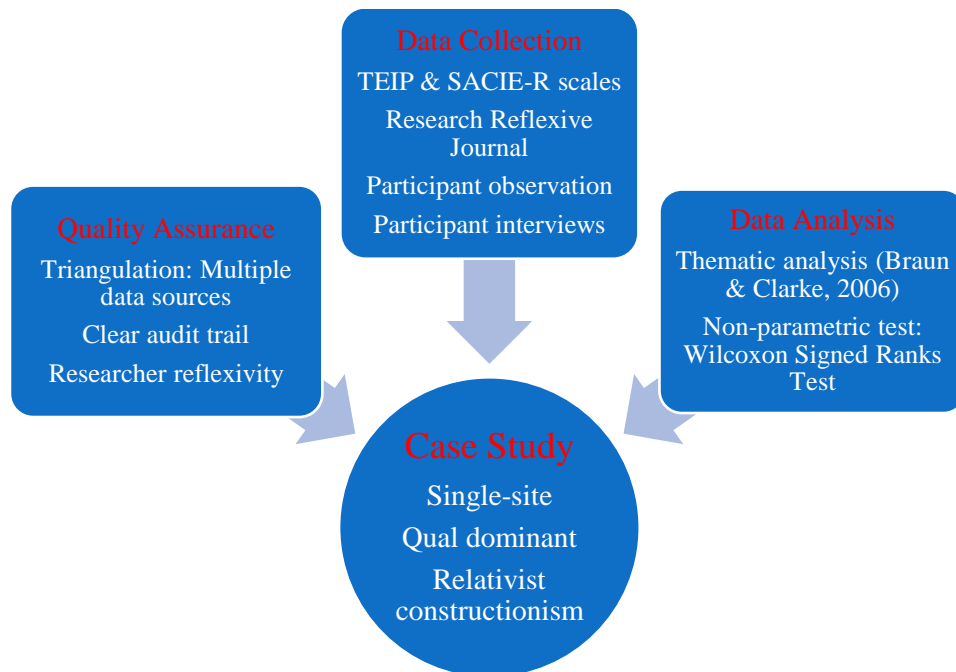 Data Collection
TEIP & SACIE-R scales
Research Reflexive
Journal
Participant observation
Participant interviews
Quality Assurance
Triangulation: Multiple
data sources
Clear audit trail
Researcher reflexivity
Data Analysis
Thematic analysis (Braun
& Clarke, 2006)
Non-parametric test:
Wilcoxon Signed Ranks
Test
Case Study
Single-site
Qual dominant
Relativist
constructionism